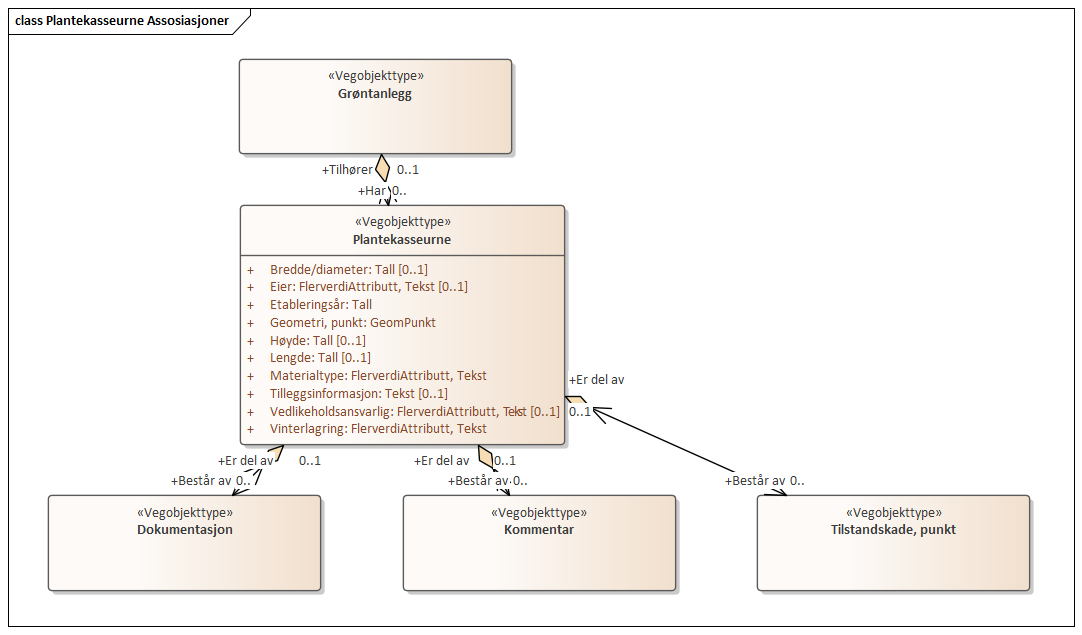 class Plantekasseurne Assosiasjoner
«Vegobjekttype»
Grøntanlegg
+Tilhører 0..1
+Har 0..
«Vegobjekttype»
Plantekasseurne
+ Bredde/diameter: Tall [0..1]
+ Eier: FlerverdiAttributt, Tekst [0..1]
+ Etableringsår: Tall
+ Geometri, punkt: GeomPunkt
+ Høyde: Tall [0..1]
+ Lengde: Tall [0..1]
+ Materialtype: FlerverdiAttributt, Tekst
+ Tilleggsinformasjon: Tekst [0..1]
+ Vedlikeholdsansvarlig: FlerverdiAttributt, Tekst [0..1]
+ Vinterlagring: FlerverdiAttributt, Tekst
+Er del av
0..1
+Er del av 0..1
+Er del av 0..1
+Består av 0..
+Består av 0..
+Består av 0..
«Vegobjekttype»
Dokumentasjon
«Vegobjekttype»
Kommentar
«Vegobjekttype»
Tilstandskade, punkt